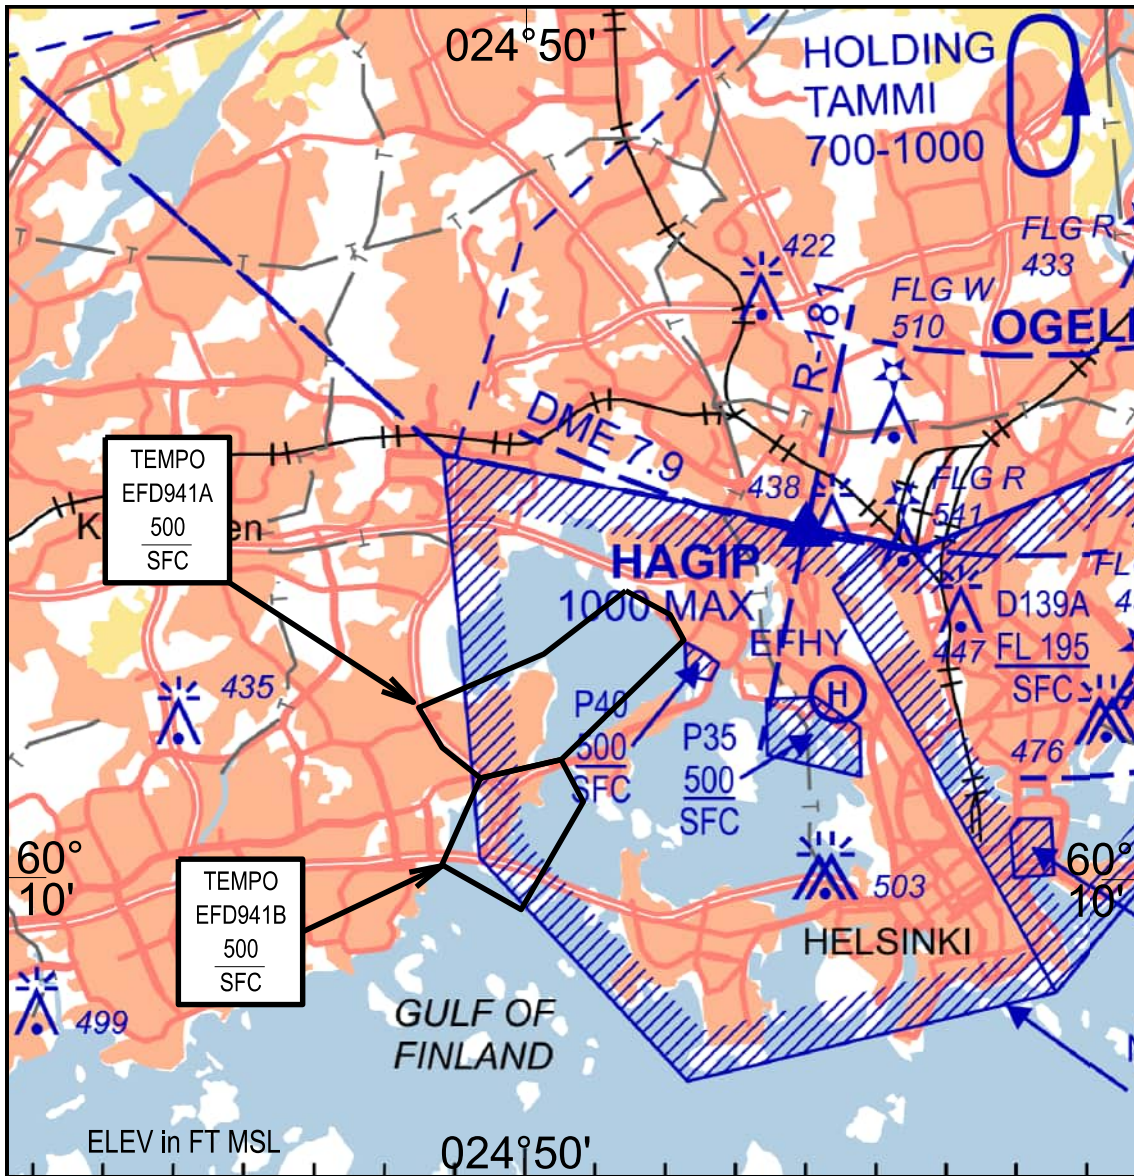 024°50'
HOLDING
TAMMI
700-1000
422
FLG R
433
FLG W
510
R-181
DME 7.9
438
FLG R
541
TEMPO
EFD941A
500
SFC
HAGIP
1000 MAX
EFHY
H
D139A
FL 195
SFC
447
435
P40
500
SFC
P35
500
SFC
476
60°
10'
60°
10'
TEMPO
EFD941B
500
SFC
503
HELSINKI
499
GULF OF
FINLAND
ELEV in FT MSL
024°50'